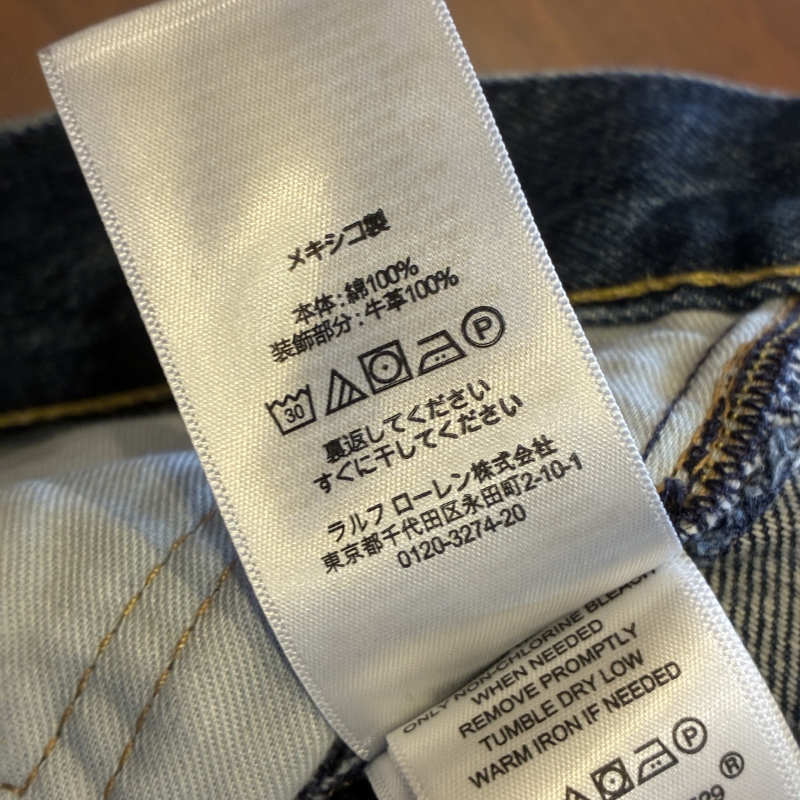 メキシコ製
本体：綿100%
装飾部分：牛革100%
30 P
裏返してください
すぐに干してください
ラルフ ローレン株式会社
東京都千代田区永田町2-10-1
0120-3274-20
ONLY NON-CHLORINE BLEACH
WHEN NEEDED
REMOVE PROMPTLY
TUMBLE DRY LOW
WARM IRON IF NEEDED
P
®